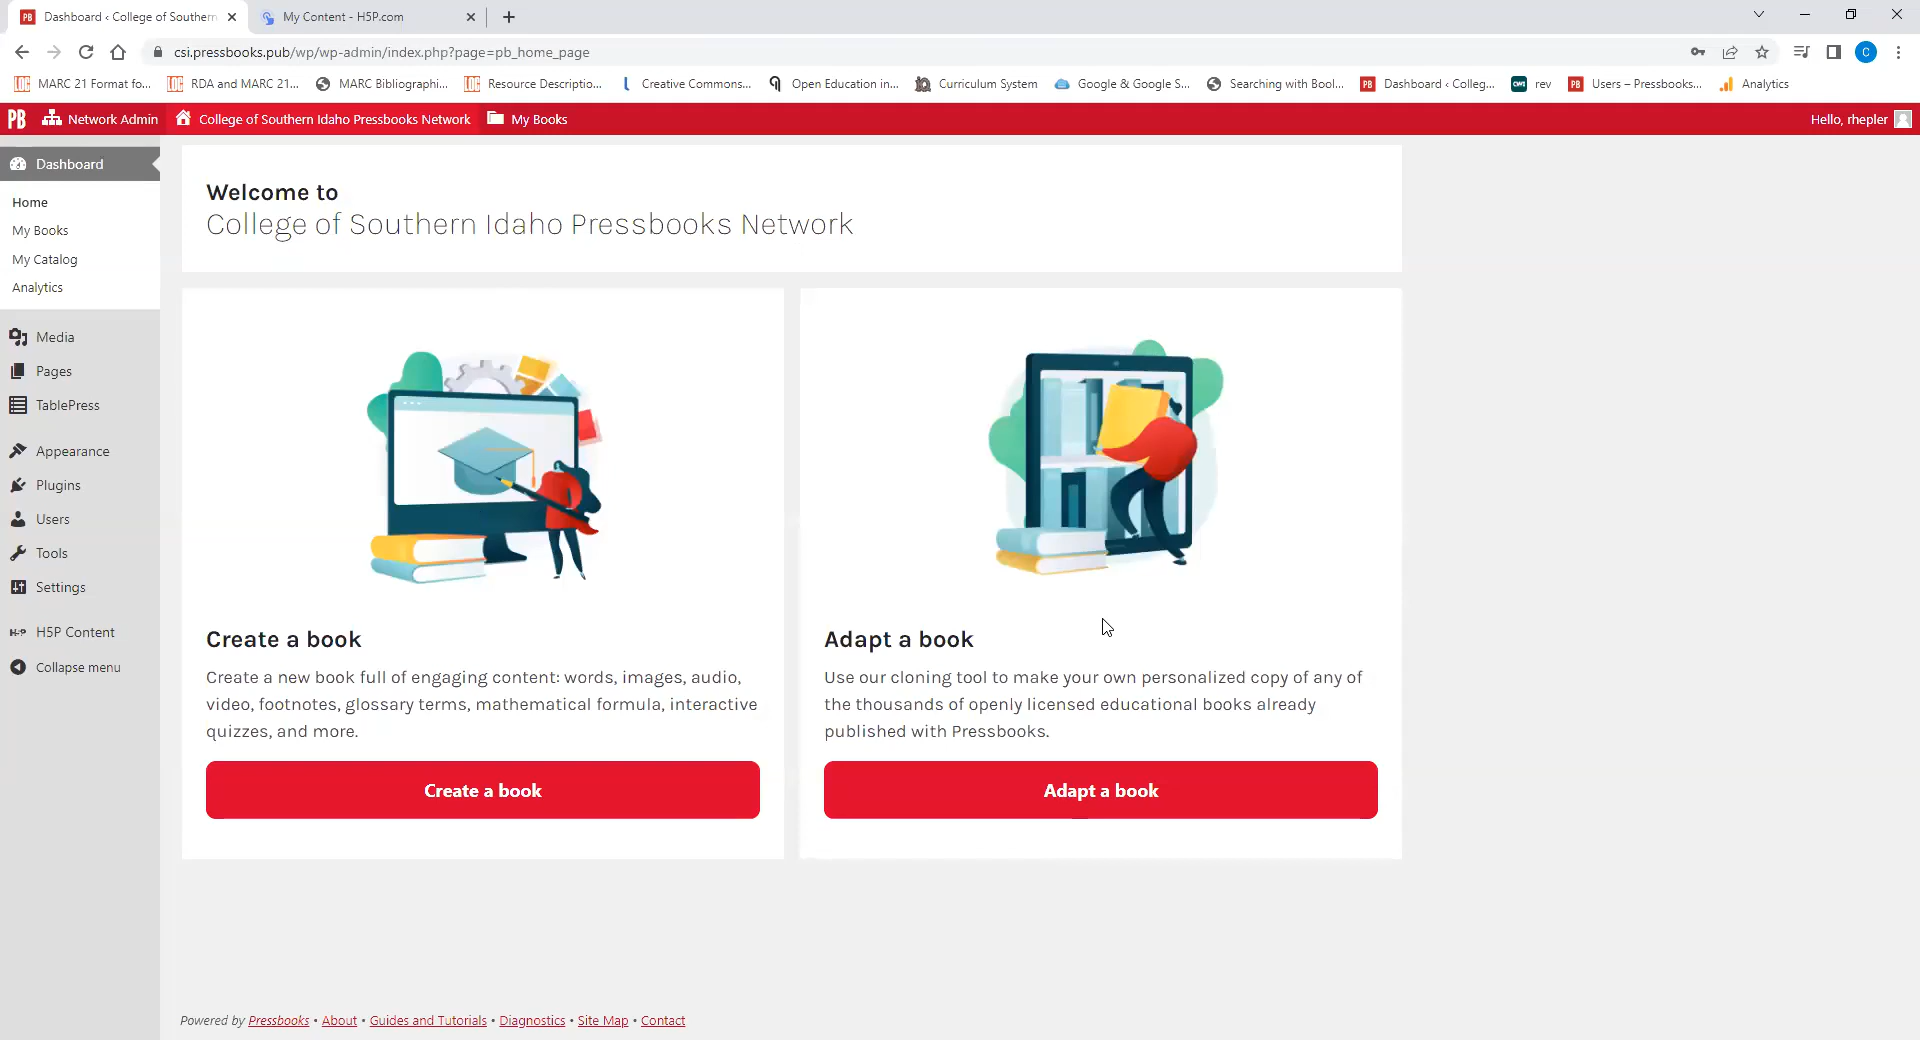 Dashboard ‹ College of Southern
My Content - H5P.com
csi.pressbooks.pub/wp/wp-admin/index.php?page=pb_home_page
MARC 21 Format fo...
RDA and MARC 21...
MARC Bibliographi...
Resource Descriptio...
Creative Commons...
Open Education in...
Curriculum System
Google & Google S...
Searching with Bool...
Dashboard ‹ Colleg...
rev
Users – Pressbooks...
Analytics
Network Admin
College of Southern Idaho Pressbooks Network
My Books
Hello, rhepler
Dashboard
Home
My Books
My Catalog
Analytics
Media
Pages
TablePress
Appearance
Plugins
Users
Tools
Settings
H5P Content
Collapse menu
Welcome to
College of Southern Idaho Pressbooks Network
Create a book
Create a new book full of engaging content: words, images, audio,
video, footnotes, glossary terms, mathematical formula, interactive
quizzes, and more.
Create a book
Adapt a book
Use our cloning tool to make your own personalized copy of any of
the thousands of openly licensed educational books already
published with Pressbooks.
Adapt a book
Powered by Pressbooks • About • Guides and Tutorials • Diagnostics • Site Map • Contact